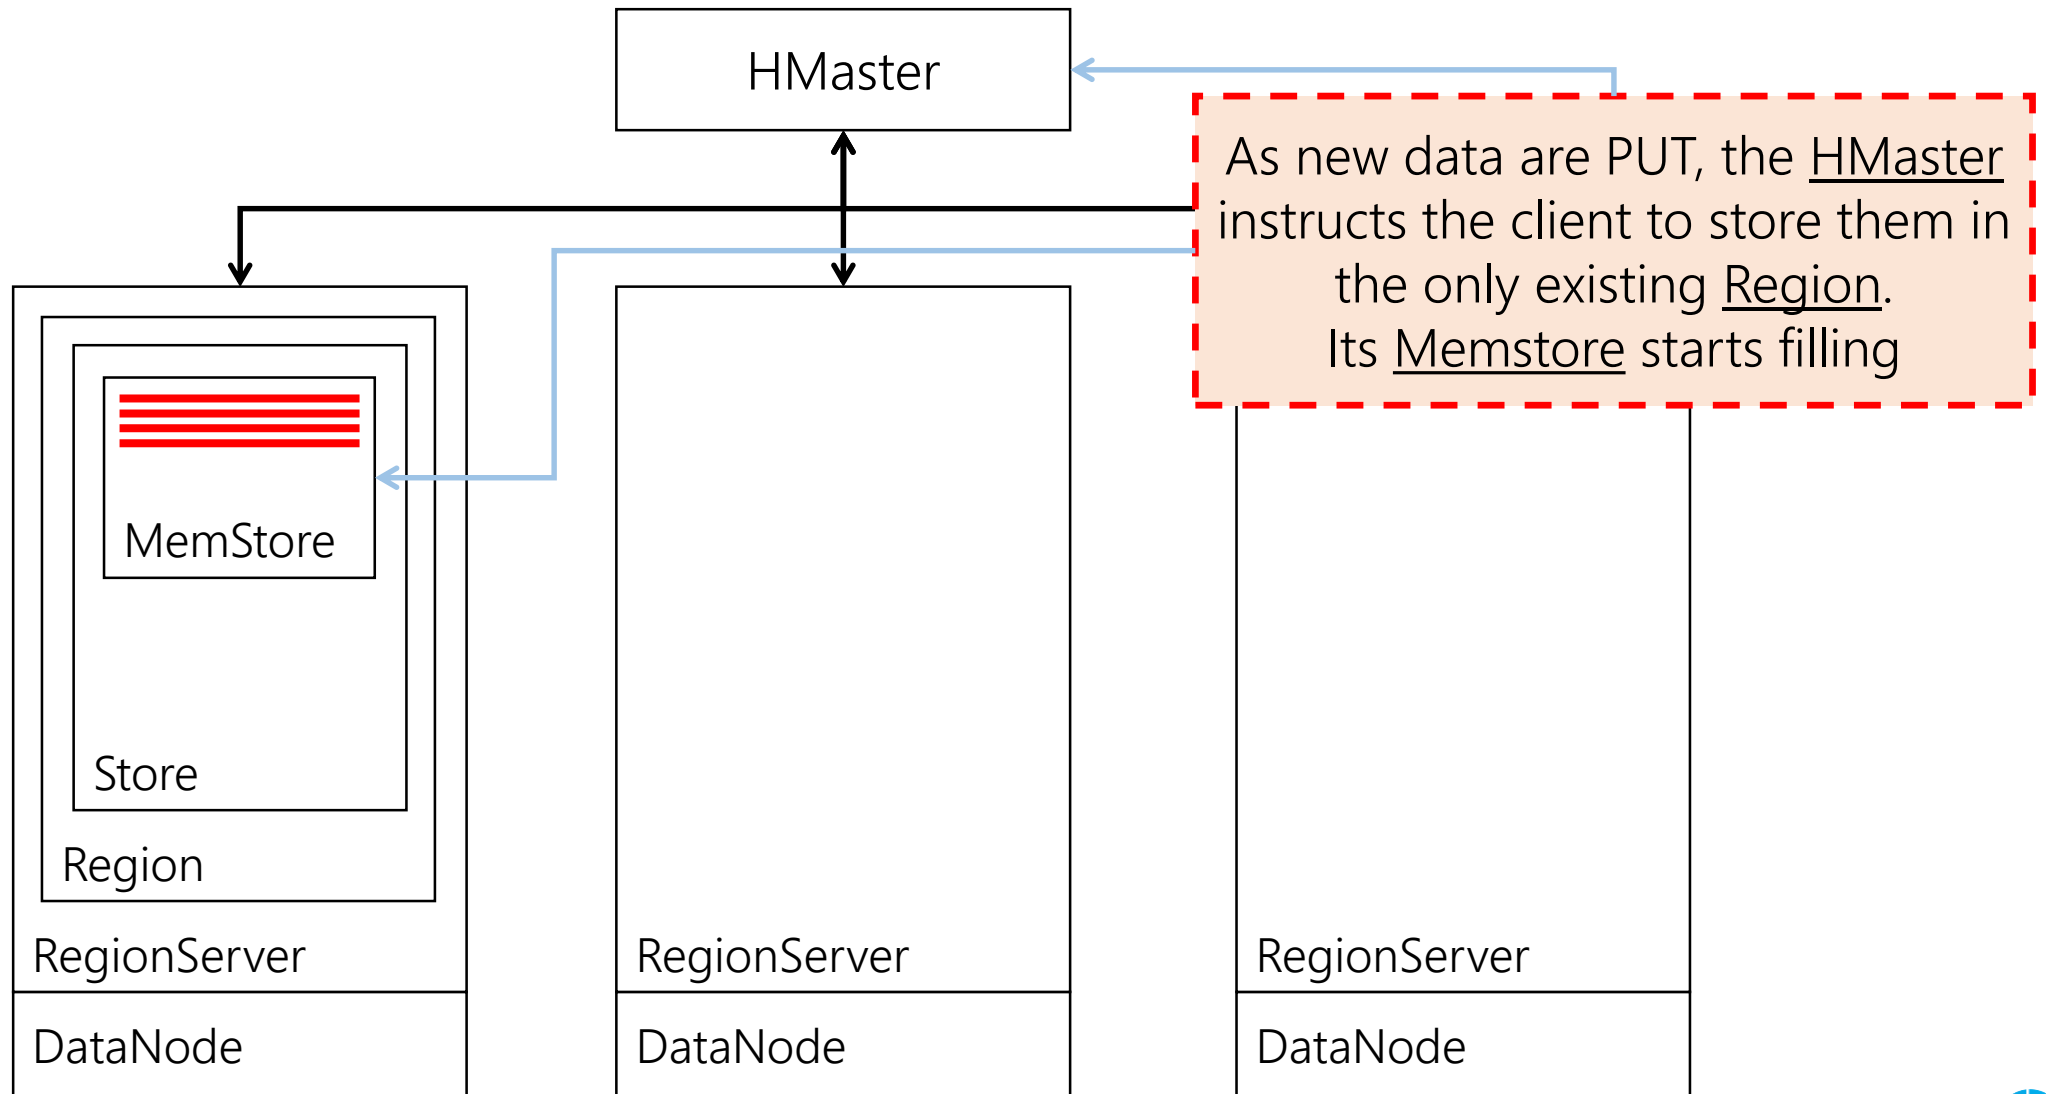 HMaster
As new data are PUT, the HMaster
instructs the client to store them in
the only existing Region.
Its Memstore starts filling
MemStore
Store
Region
RegionServer
RegionServer
RegionServer
DataNode
DataNode
DataNode